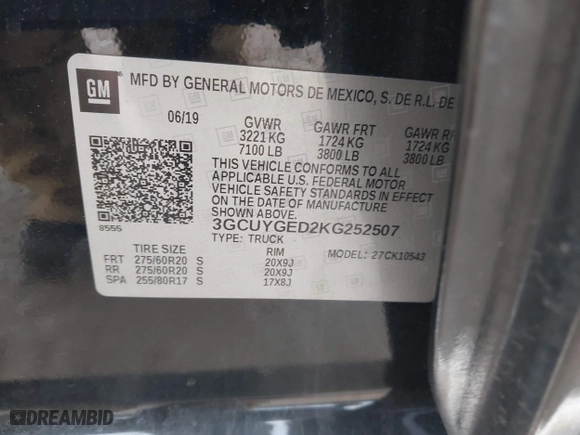 GM
MFD BY GENERAL MOTORS DE MEXICO, S. DE R.L. DE
06/19
GVWR GAWR FRT GAWR
3221 KG 1724 KG 1724 KG
7100 LB 3800 LB 3800 LB
THIS VEHICLE CONFORMS TO ALL
APPLICABLE U.S. FEDERAL MOTOR
VEHICLE SAFETY STANDARDS IN EFFECT
ON THE DATE OF MANUFACTURE
SHOWN ABOVE.
8555
3GCUYGED2KG252507
TYPE: TRUCK MODEL: 27CK10543
TIRE SIZE RIM
FRT 275/60R20 S 20X9J
RR 275/60R20 S 20X9J
SPA 255/80R17 S 17X8J
DREAMBID